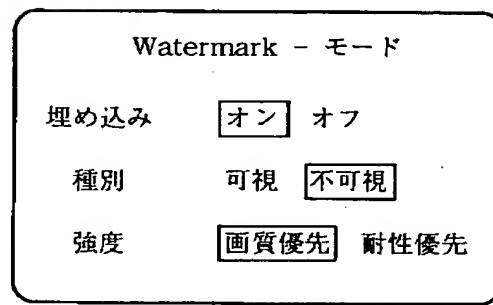 Watermark － モード
埋め込み オン オフ
種別 可視 不可視
強度 画質優先 耐性優先